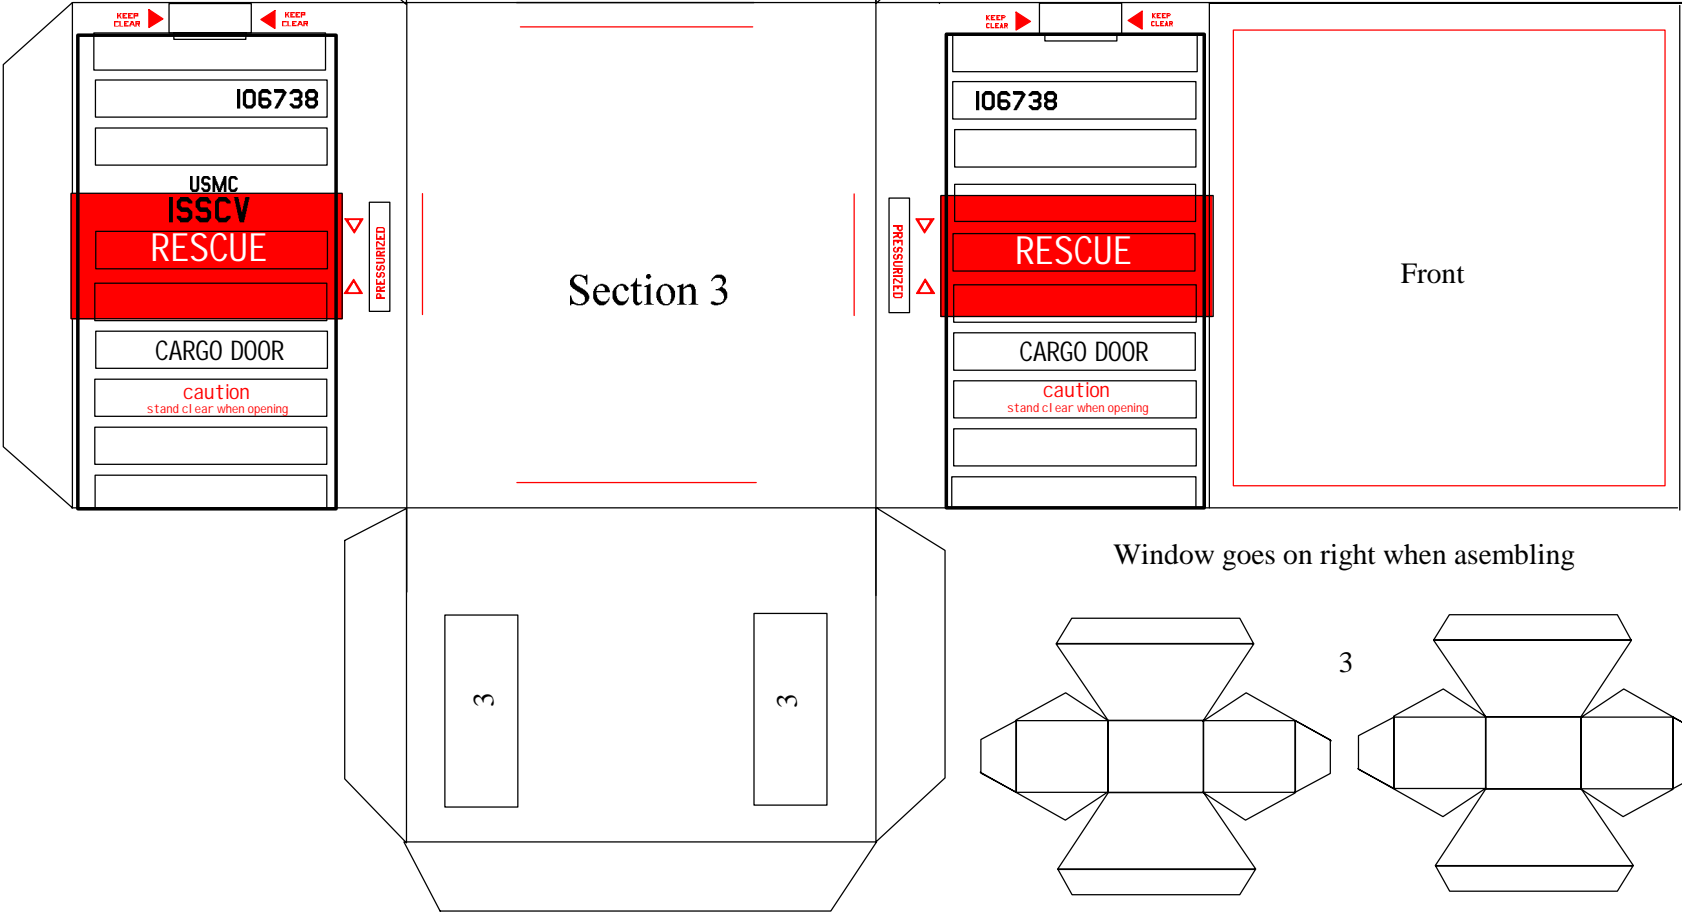 KEEP
CLEAR
KEEP
CLEAR
106738
USMC
ISSCV
RESCUE
CARGO DOOR
caution
stand clear when opening
PRESSURIZED
Section 3
PRESSURIZED
KEEP
CLEAR
KEEP
CLEAR
106738
RESCUE
CARGO DOOR
caution
stand clear when opening
Front
Window goes on right when asembling
3
3
3